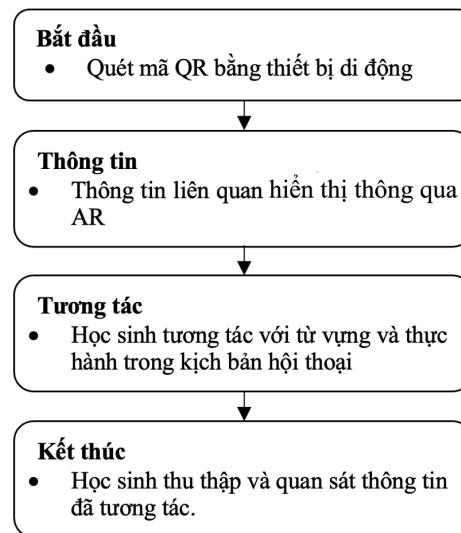 Bắt đầu
• Quét mã QR bằng thiết bị di động
Thông tin
• Thông tin liên quan hiển thị thông qua
AR
Tương tác
• Học sinh tương tác với từ vựng và thực
hành trong kịch bản hội thoại
Kết thúc
• Học sinh thu thập và quan sát thông tin
đã tương tác.